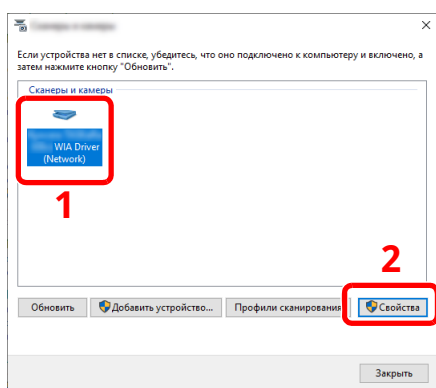 Если устройства нет в списке, убедитесь, что оно подключено к компьютеру и включено, а
затем нажмите кнопку "Обновить".
Сканеры и камеры
WIA Driver
(Network)
1
2
Обновить
Добавить устройство...
Профили сканирования
Свойства
Закрыть